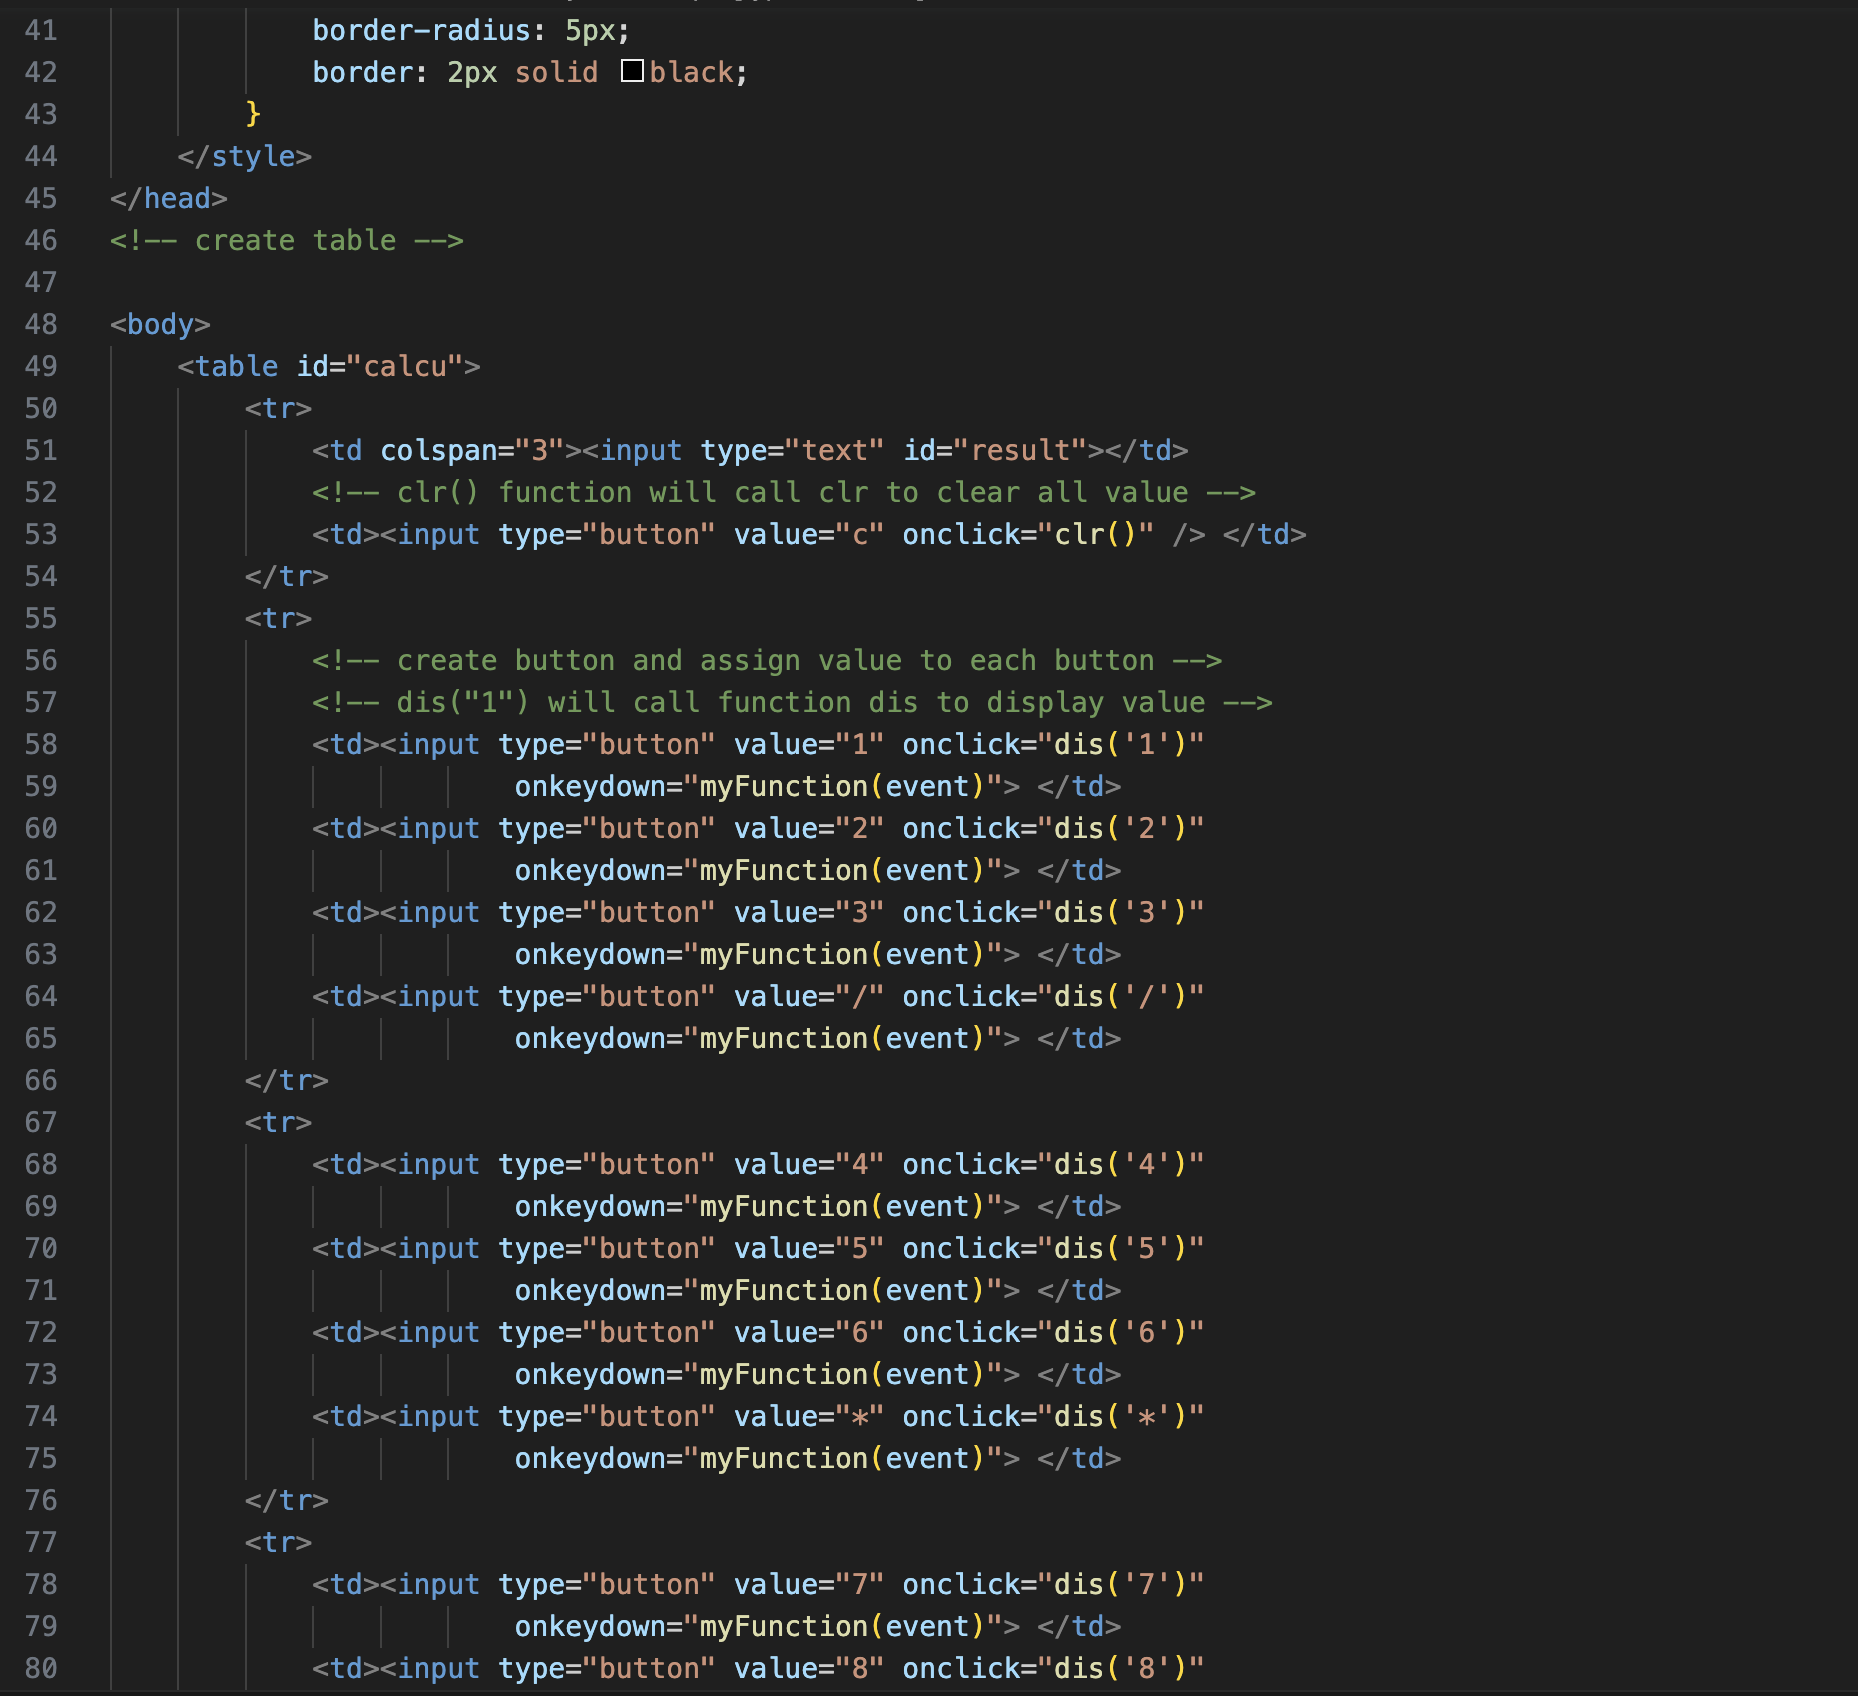 41 border-radius: 5px;
42 border: 2px solid black;
43 }
44 </style>
45 </head>
46 <!-- create table -->
47
48 <body>
49 <table id="calcu">
50 <tr>
51 <td colspan="3"><input type="text" id="result"></td>
52 <!-- clr() function will call clr to clear all value -->
53 <td><input type="button" value="c" onclick="clr()" /> </td>
54 </tr>
55 <tr>
56 <!-- create button and assign value to each button -->
57 <!-- dis("1") will call function dis to display value -->
58 <td><input type="button" value="1" onclick="dis('1')"
59 onkeydown="myFunction(event)"> </td>
60 <td><input type="button" value="2" onclick="dis('2')"
61 onkeydown="myFunction(event)"> </td>
62 <td><input type="button" value="3" onclick="dis('3')"
63 onkeydown="myFunction(event)"> </td>
64 <td><input type="button" value="/" onclick="dis('/')"
65 onkeydown="myFunction(event)"> </td>
66 </tr>
67 <tr>
68 <td><input type="button" value="4" onclick="dis('4')"
69 onkeydown="myFunction(event)"> </td>
70 <td><input type="button" value="5" onclick="dis('5')"
71 onkeydown="myFunction(event)"> </td>
72 <td><input type="button" value="6" onclick="dis('6')"
73 onkeydown="myFunction(event)"> </td>
74 <td><input type="button" value="*" onclick="dis('*')"
75 onkeydown="myFunction(event)"> </td>
76 </tr>
77 <tr>
78 <td><input type="button" value="7" onclick="dis('7')"
79 onkeydown="myFunction(event)"> </td>
80 <td><input type="button" value="8" onclick="dis('8')"